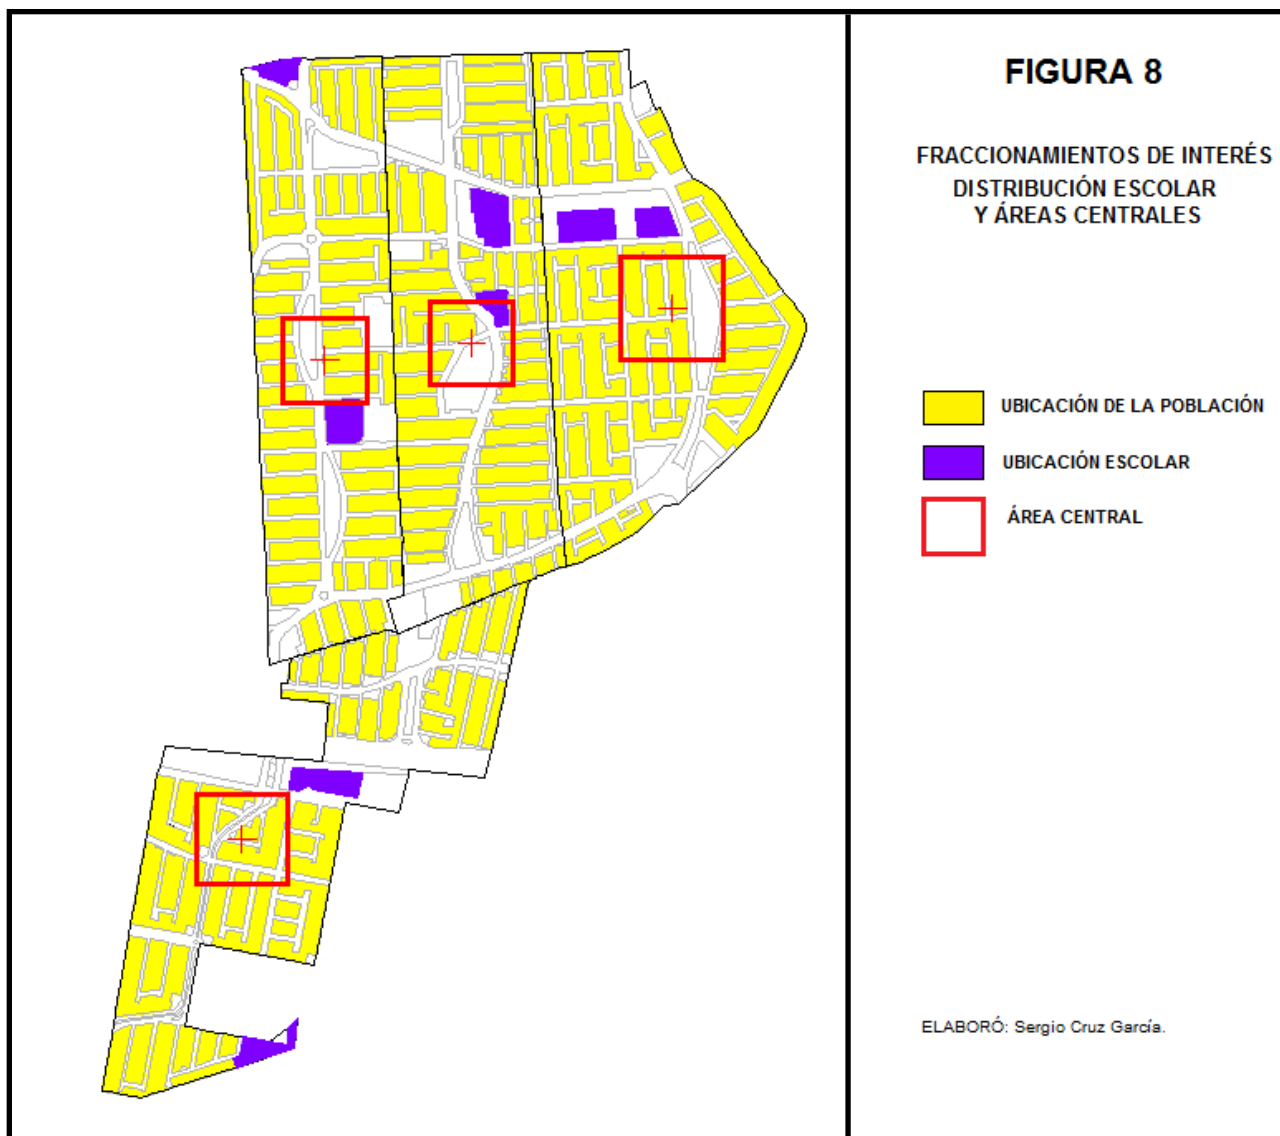 FIGURA 8
FRACCIONAMIENTOS DE INTERÉS
DISTRIBUCIÓN ESCOLAR
Y ÁREAS CENTRALES
UBICACIÓN DE LA POBLACIÓN
UBICACIÓN ESCOLAR
ÁREA CENTRAL
ELABORÓ: Sergio Cruz García.